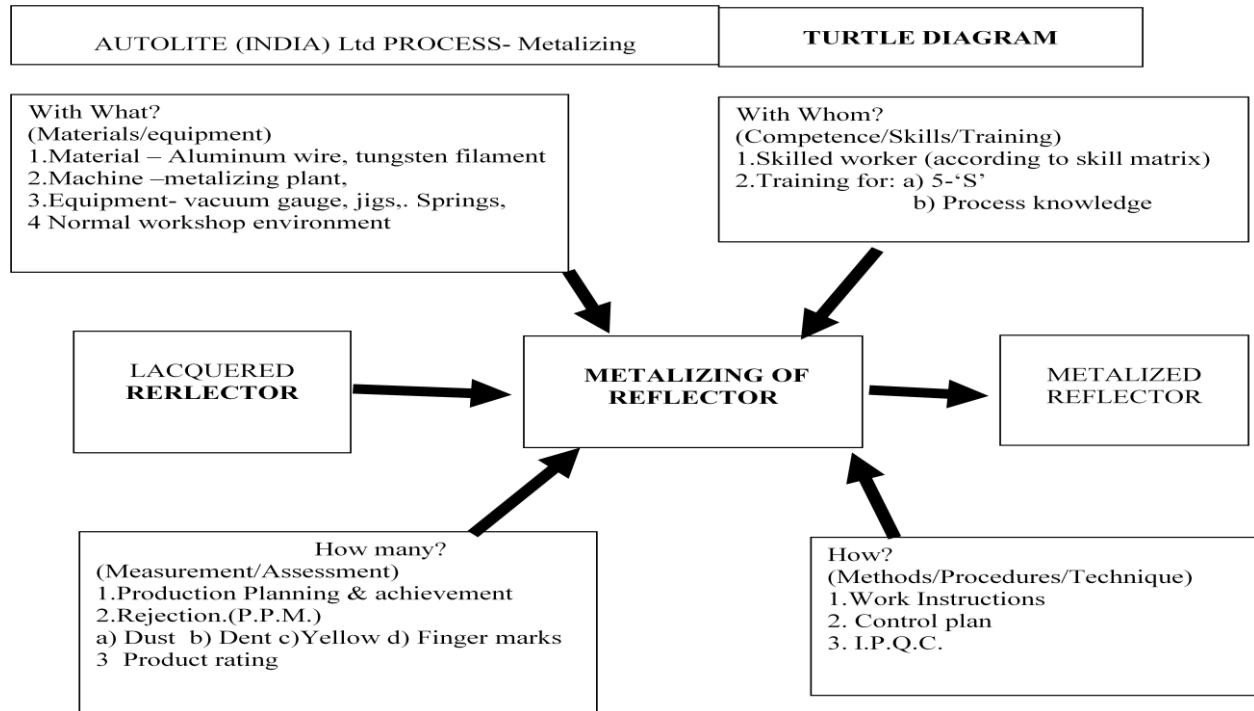 AUTOLITE (INDIA) Ltd PROCESS- Metalizing
TURTLE DIAGRAM
With What?
(Materials/equipment)
1.Material – Aluminum wire, tungsten filament
2.Machine –metalizing plant,
3.Equipment- vacuum gauge, jigs,. Springs,
4 Normal workshop environment
With Whom?
(Competence/Skills/Training)
1.Skilled worker (according to skill matrix)
2.Training for: a) 5-‘S’
b) Process knowledge
LACQUERED
RERLECTOR
METALIZING OF
REFLECTOR
METALIZED
REFLECTOR
How many?
(Measurement/Assessment)
1.Production Planning & achievement
2.Rejection.(P.P.M.)
a) Dust b) Dent c)Yellow d) Finger marks
3 Product rating
How?
(Methods/Procedures/Technique)
1.Work Instructions
2. Control plan
3. I.P.Q.C.